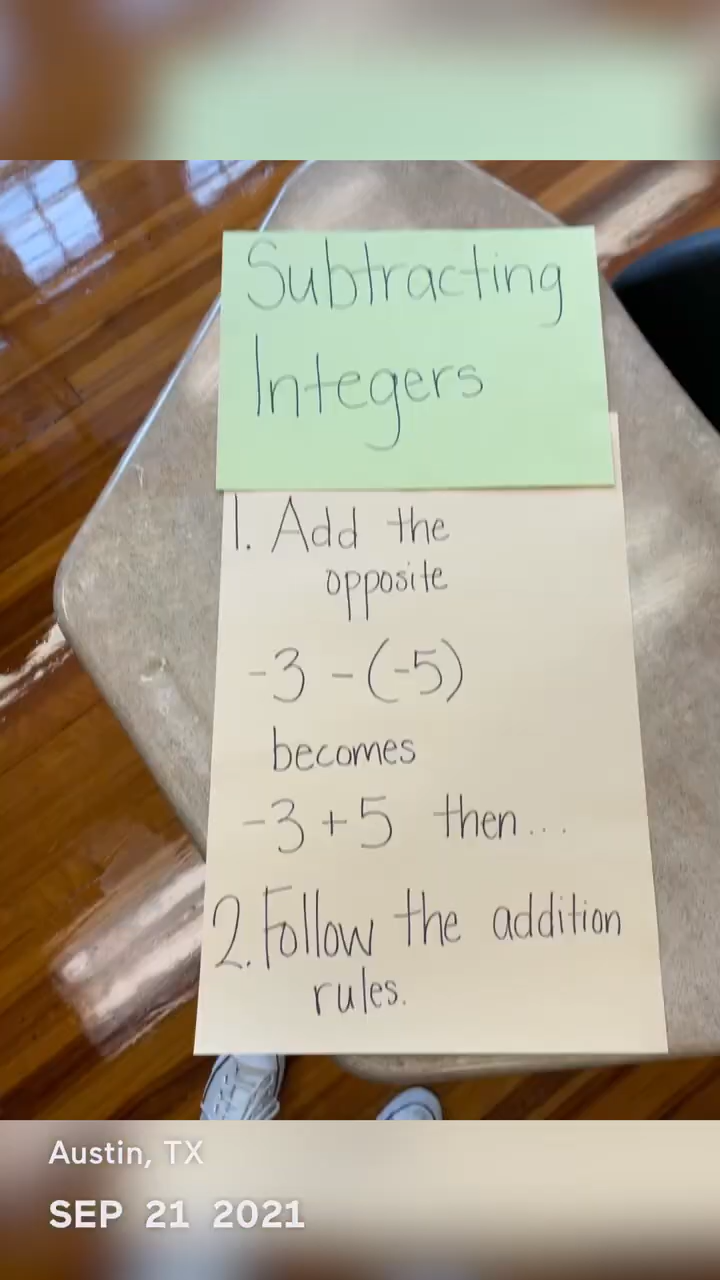 Subtracting
Integers
1. Add the
opposite
-3 - (-5)
becomes
-3 + 5 then...
2. Follow the addition
rules.
Austin, TX
SEP 21 2021